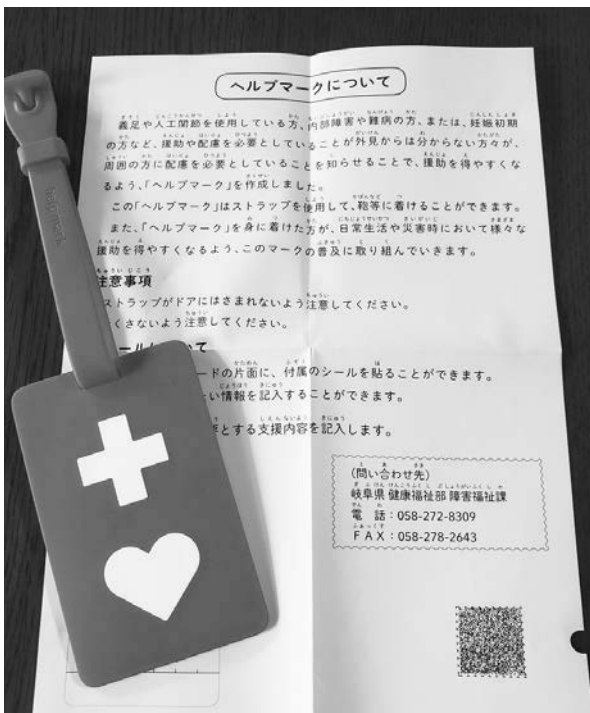 ヘルプマークについて
義足や人工関節を使用している方、内部障害や難病の方、または、妊娠初期
の方など、援助や配慮を必要としていることが外見からは分からない方々が、
周囲の方に配慮を必要としていることを知らせることで、援助を得やすくな
るよう、「ヘルプマーク」を作成しました。
この「ヘルプマーク」はストラップを使用して、鞄等に着けることができます。
また、「ヘルプマーク」を身に着けた方が、日常生活や災害時において様々な
援助を得やすくなるよう、このマークの普及に取り組んでいきます。
注意事項
ストラップがドアにはさまれないよう注意してください。
くさないよう注意してください。
ールについて
ードの片面に、付属のシールを貼ることができます。
い情報を記入することができます。
要とする支援内容を記入します。
(問い合わせ先)
岐阜県 健康福祉部 障害福祉課
電 話：058-272-8309
FAX：058-278-2643
help mark